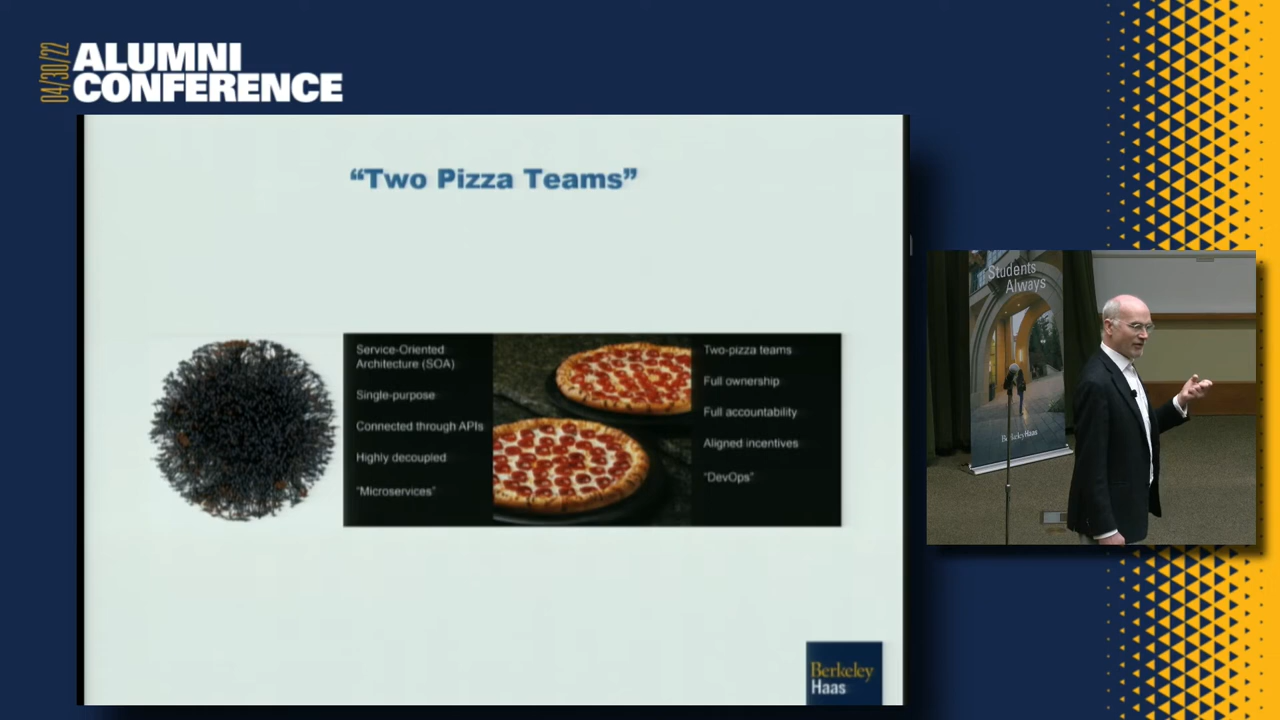 04/30/22
ALUMNI
CONFERENCE
“Two Pizza Teams”
Service-Oriented
Architecture (SOA)
Single-purpose
Connected through APIs
Highly decoupled
“Microservices”
Two-pizza teams
Full ownership
Full accountability
Aligned incentives
“DevOps”
Berkeley
Haas
Students
Always
BerkeleyHaas